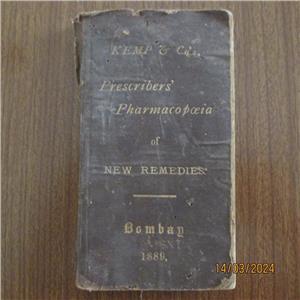 KEMP & Co's.
Prescribers'
Pharmacopœia
of
NEW REMEDIES.
Bombay
1889.
14/03/2024